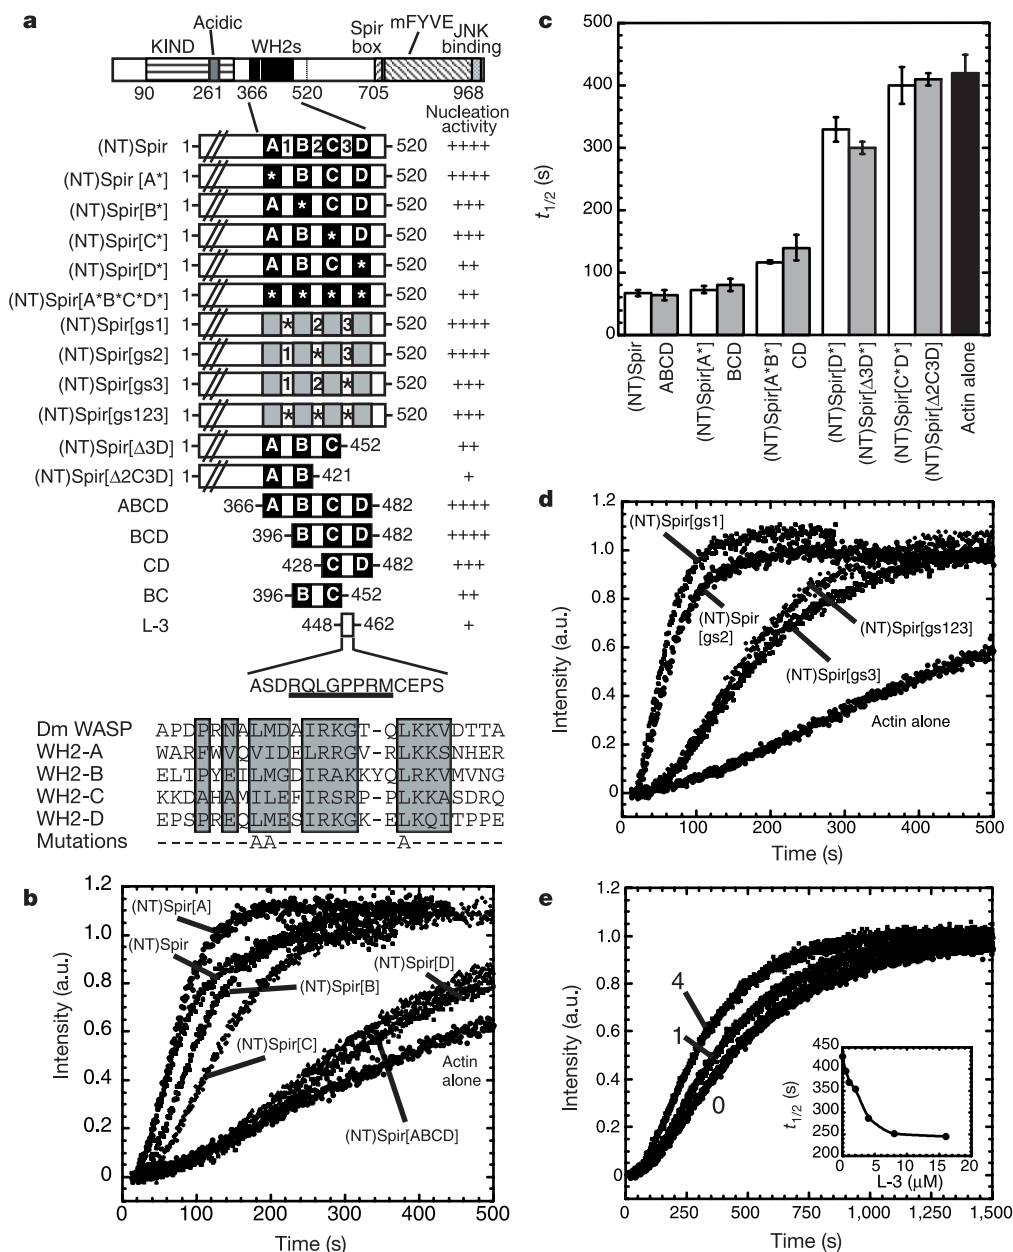 a
Acidic
KIND
WH2s
Spir box
mFYVE
JNK binding
90 261 366 520 705 968
Nucleation activity
(NT)Spir 1 A 1 B 2 C 3 D 520 ++++
(NT)Spir [A*] 1 * B C D 520 ++++
(NT)Spir[B*] 1 A * C D 520 +++
(NT)Spir[C*] 1 A B * D 520 +++
(NT)Spir[D*] 1 A B C * 520 ++
(NT)Spir[A*B*C*D*] 1 * * * * 520 ++
(NT)Spir[gs1] 1 * 2 3 520 ++++
(NT)Spir[gs2] 1 1 * 3 520 ++++
(NT)Spir[gs3] 1 1 2 * 520 +++
(NT)Spir[gs123] 1 * * * 520 +++
(NT)Spir[Δ3D] 1 A B C 452 ++
(NT)Spir[Δ2C3D] 1 A B 421 +
ABCD 366 A B C D 482 ++++
BCD 396 B C D 482 ++++
CD 428 C D 482 +++
BC 396 B C 452 ++
L-3 448 462 +
ASDRQLGPPRMCEPS
Dm WASP APDPRNALMDAIRKGT-QLKKVDTTA
WH2-A WARFWVQVIDELRRGV-RLKKSNHER
WH2-B ELTPYEILMGDIRAKKYQLRKVMVNG
WH2-C KKDAHAMILEFIRSRP-PLKKASDRQ
WH2-D EPSPREQLMESIRKGK-ELKQITPPE
Mutations -------AA---------A-------
b
Intensity (a.u.)
1.2
1.0
0.8
0.6
0.4
0.2
0
(NT)Spir[A]
(NT)Spir
(NT)Spir[B]
(NT)Spir[C]
(NT)Spir[D]
Actin alone
(NT)Spir[ABCD]
0 100 200 300 400 500
Time (s)
c
t1/2 (s)
500
400
300
200
100
0
(NT)Spir
ABCD
(NT)Spir[A*]
BCD
(NT)Spir[A*B*]
CD
(NT)Spir[D*]
(NT)Spir[Δ3D*]
(NT)Spir[C*D*]
(NT)Spir[Δ2C3D]
Actin alone
d
Intensity (a.u.)
1.2
1.0
0.8
0.6
0.4
0.2
0
(NT)Spir[gs1]
(NT)Spir
[gs2]
(NT)Spir[gs123]
(NT)Spir[gs3]
Actin alone
0 100 200 300 400 500
Time (s)
e
Intensity (a.u.)
1.2
1.0
0.8
0.6
0.4
0.2
0
4
1
0
t1/2 (s)
450
400
350
300
250
200
0 5 10 15 20
L-3 (μM)
0 250 500 750 1,000 1,250 1,500
Time (s)